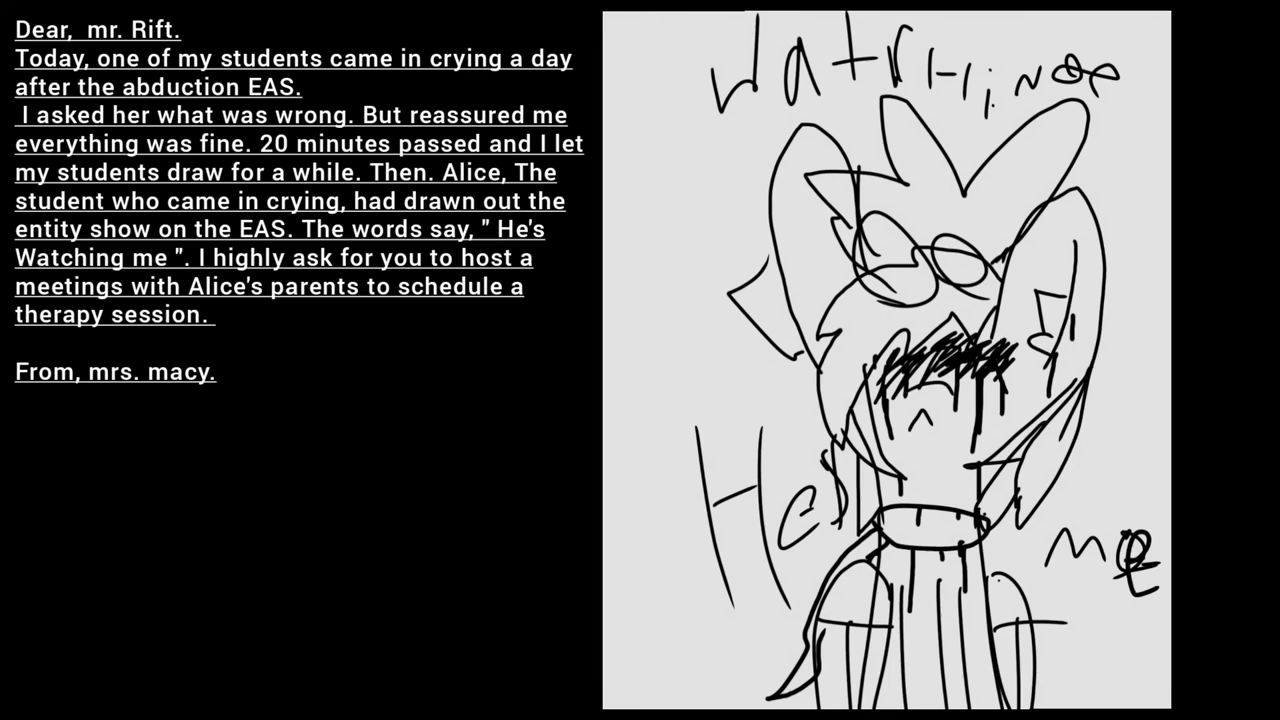 Dear,  mr. Rift.
Today, one of my students came in crying a day
after the abduction EAS.
I asked her what was wrong. But reassured me
everything was fine. 20 minutes passed and I let
my students draw for a while. Then. Alice, The
student who came in crying, had drawn out the
entity show on the EAS. The words say, " He's
Watching me ". I highly ask for you to host a
meetings with Alice's parents to schedule a
therapy session.
From, mrs. macy.
Hes
me